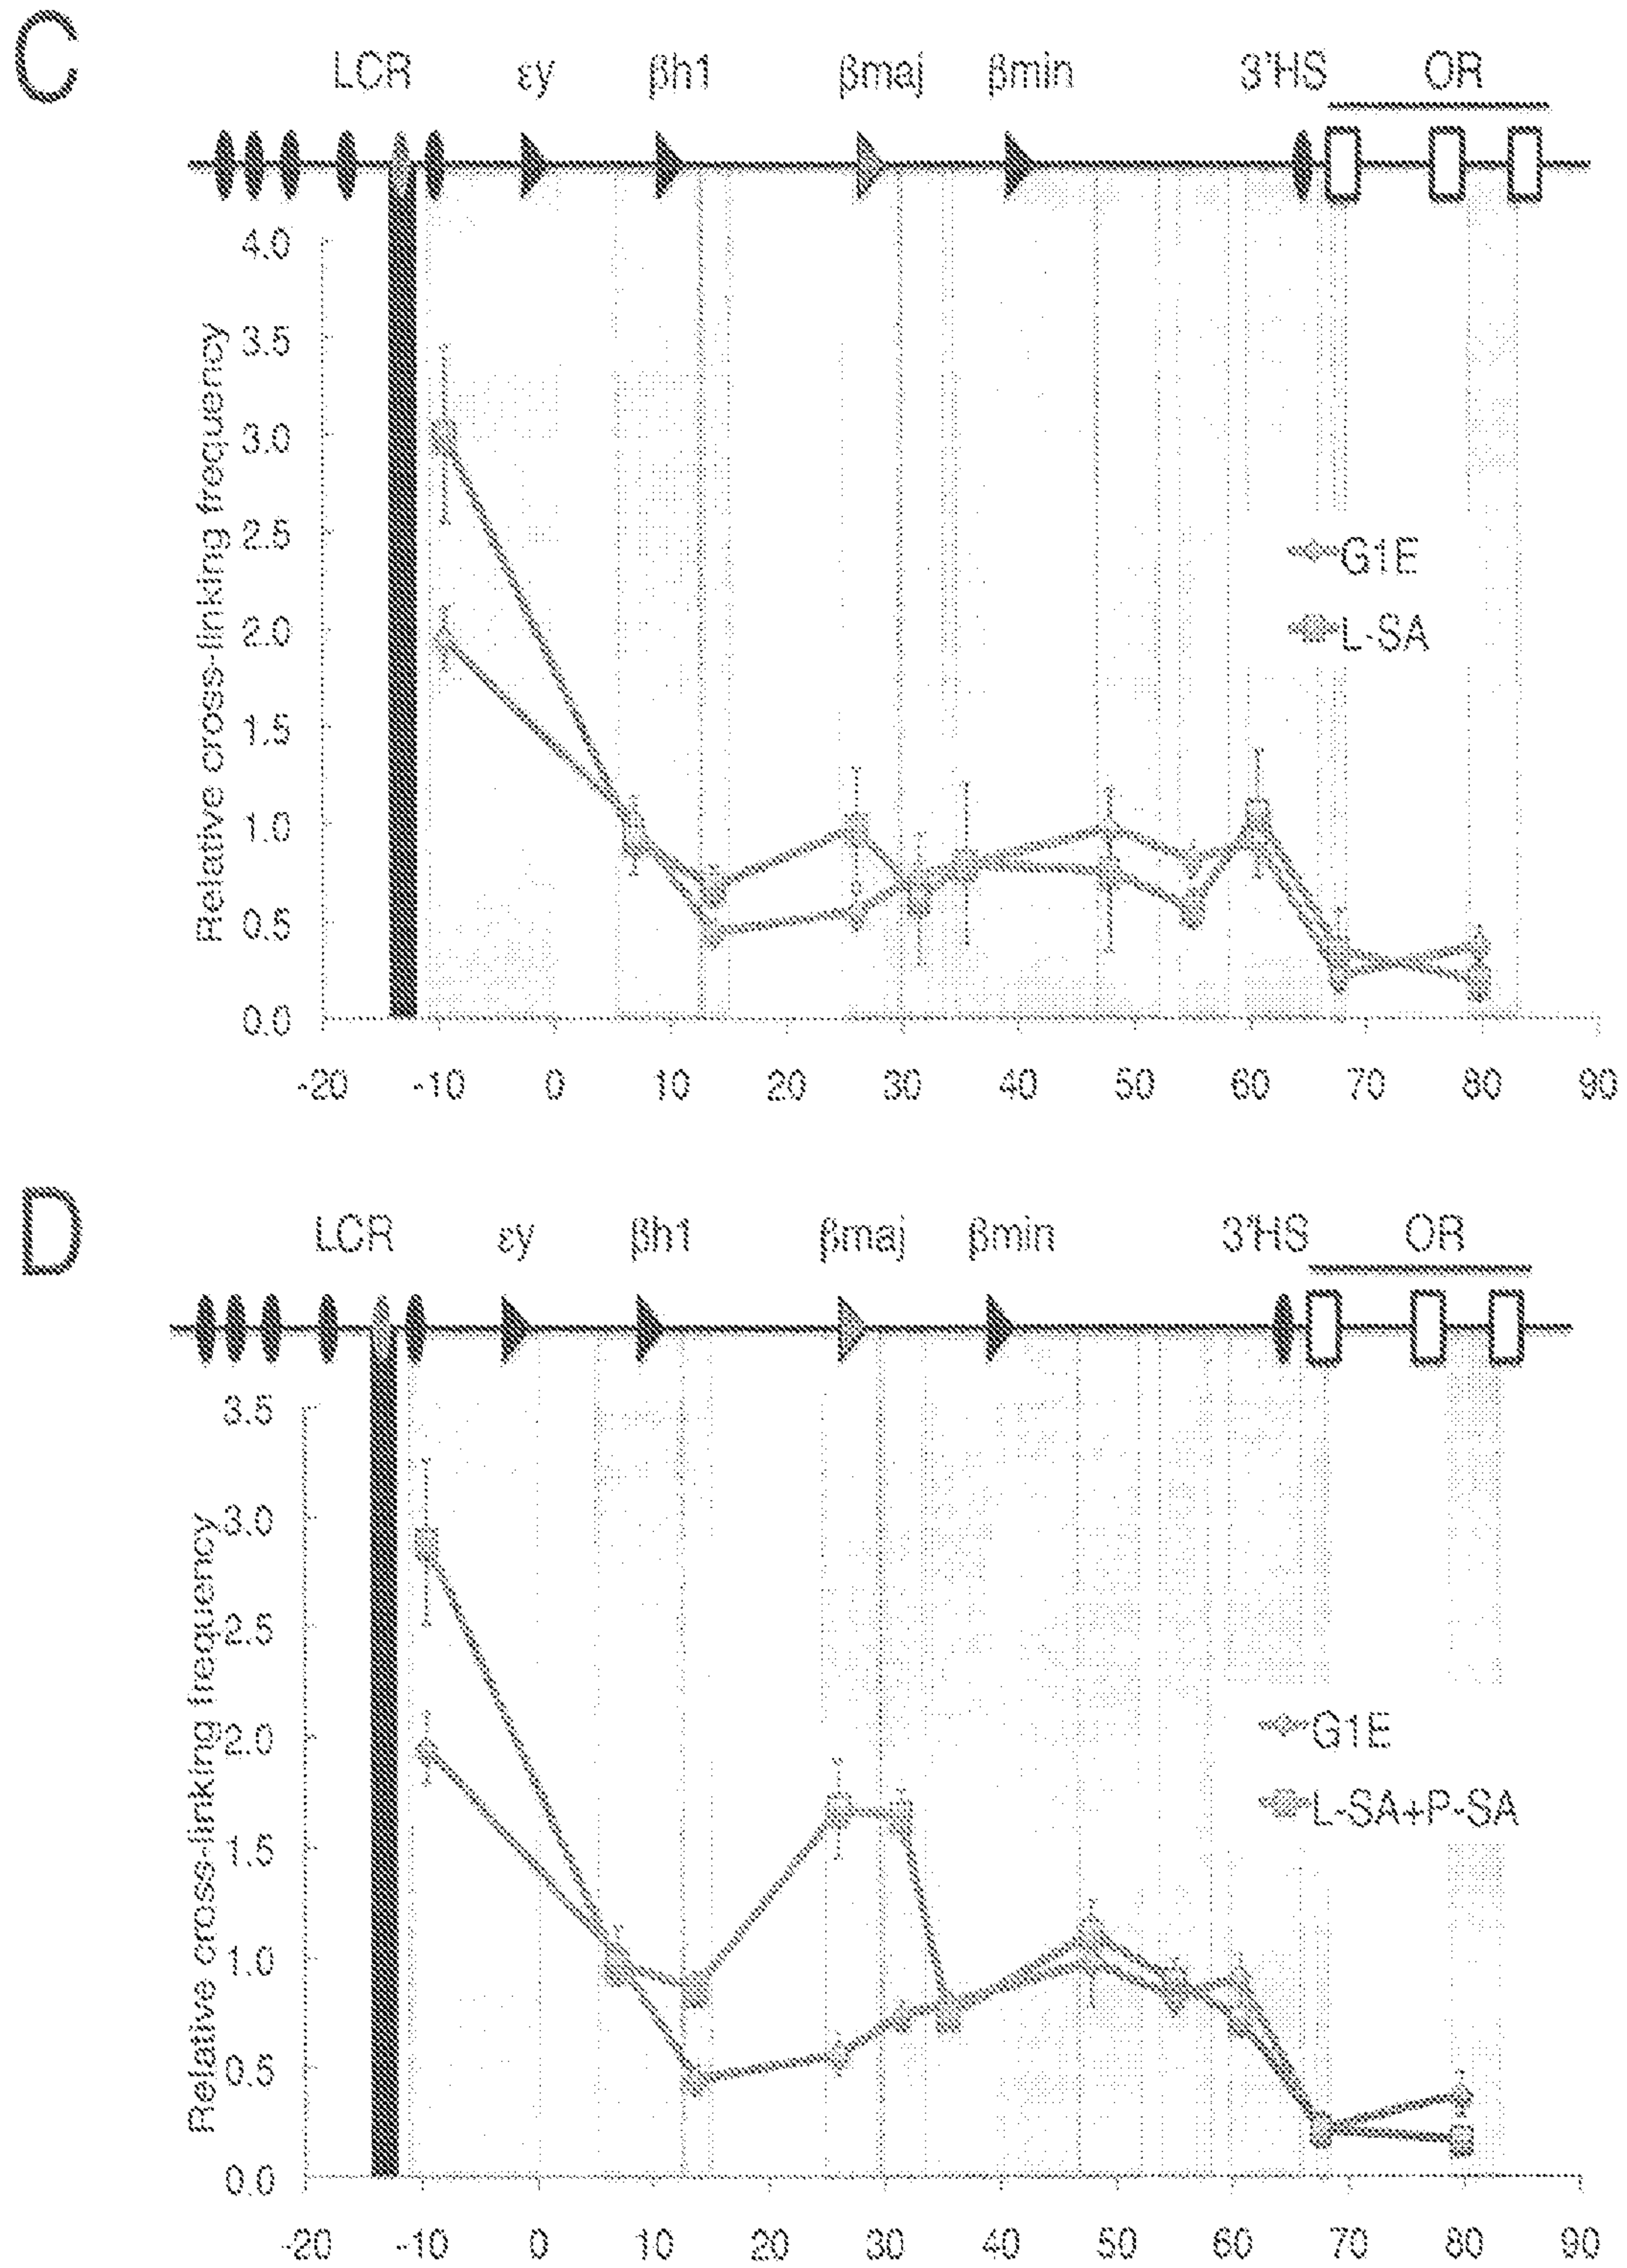 C
LCR εy βh1 βmaj βmin 3'HS OR
Relative cross-linking frequency
4.0
3.5
3.0
2.5
2.0
1.5
1.0
0.5
0.0
G1E
L-SA
-20 -10 0 10 20 30 40 50 60 70 80 90
D
LCR εy βh1 βmaj βmin 3'HS OR
Relative cross-linking frequency
3.5
3.0
2.5
2.0
1.5
1.0
0.5
0.0
G1E
L-SA+P-SA
-20 -10 0 10 20 30 40 50 60 70 80 90